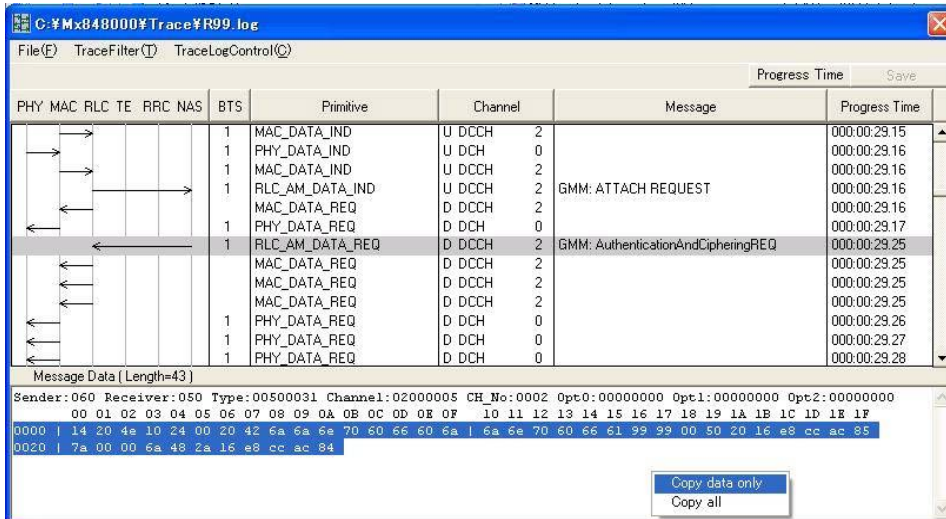 C:¥Mx848000¥Trace¥R99.log
File(F) TraceFilter(T) TraceLogControl(C)
Progress Time Save
PHY MAC RLC TE RRC NAS BTS Primitive Channel Message Progress Time
1 MAC_DATA_IND U DCCH 2 000:00:29.15
1 PHY_DATA_IND U DCH 0 000:00:29.16
1 MAC_DATA_IND U DCCH 2 000:00:29.16
1 RLC_AM_DATA_IND U DCCH 2 GMM: ATTACH REQUEST 000:00:29.16
MAC_DATA_REQ D DCCH 2 000:00:29.16
1 PHY_DATA_REQ D DCH 0 000:00:29.17
1 RLC_AM_DATA_REQ D DCCH 2 GMM: AuthenticationAndCipheringREQ 000:00:29.25
MAC_DATA_REQ D DCCH 2 000:00:29.25
MAC_DATA_REQ D DCCH 2 000:00:29.25
MAC_DATA_REQ D DCCH 2 000:00:29.25
1 PHY_DATA_REQ D DCH 0 000:00:29.26
1 PHY_DATA_REQ D DCH 0 000:00:29.27
1 PHY_DATA_REQ D DCH 0 000:00:29.28
Message Data ( Length=43 )
Sender:060 Receiver:050 Type:00500031 Channel:02000005 CH_No:0002 Opt0:00000000 Opt1:00000000 Opt2:00000000
00 01 02 03 04 05 06 07 08 09 0A 0B 0C 0D 0E 0F 10 11 12 13 14 15 16 17 18 19 1A 1B 1C 1D 1E 1F
0000 | 14 20 4e 10 24 00 20 42 6a 6a 6e 70 60 66 60 6a | 6a 6e 70 60 66 61 99 99 00 50 20 16 e8 cc ac 85
0020 | 7a 00 00 6a 48 2a 16 e8 cc ac 84
Copy data only
Copy all